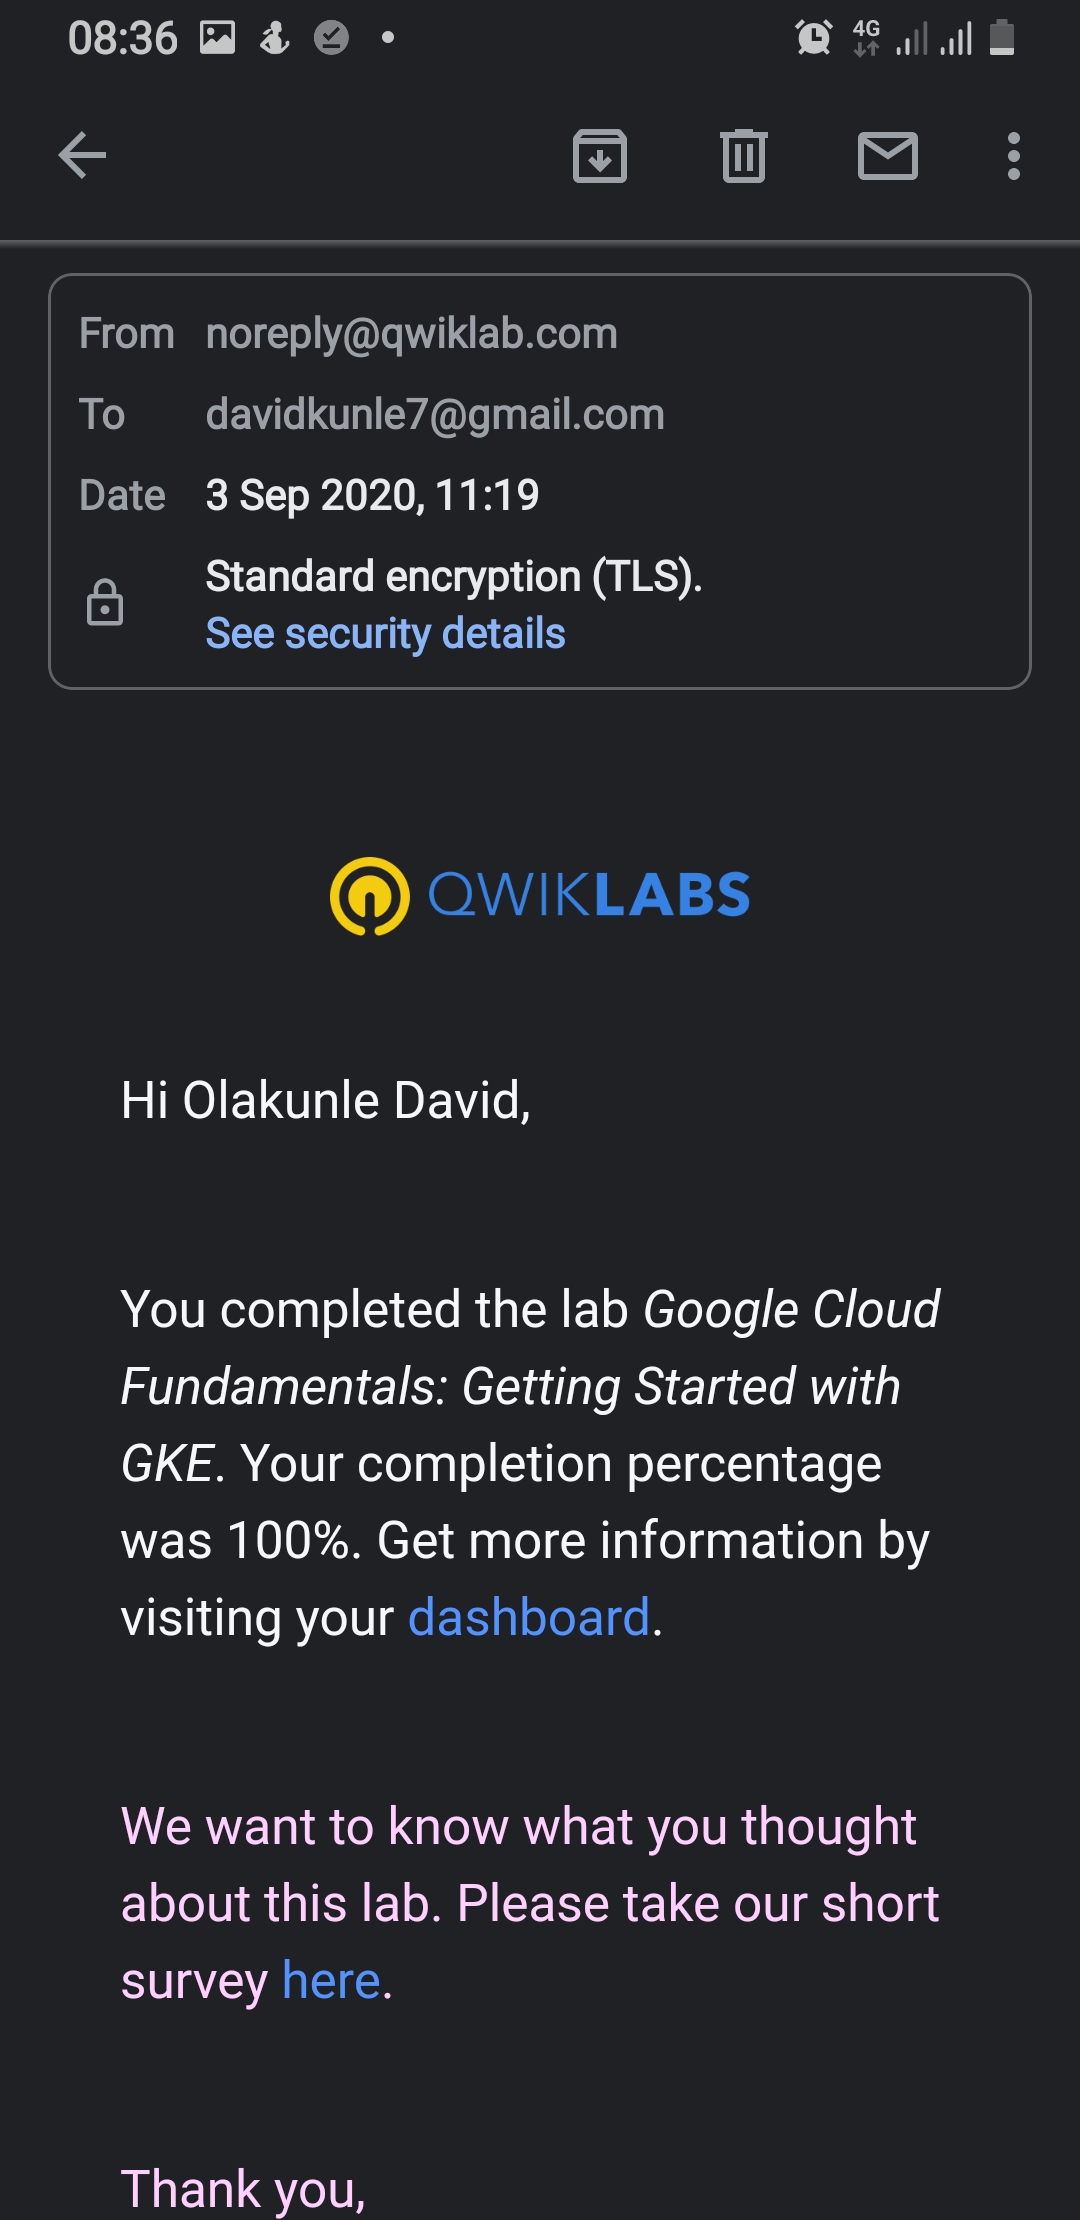 08:36
4G
From noreply@qwiklab.com
To davidkunle7@gmail.com
Date 3 Sep 2020, 11:19
Standard encryption (TLS).
See security details
QWIKLABS
Hi Olakunle David,
You completed the lab Google Cloud
Fundamentals: Getting Started with
GKE. Your completion percentage
was 100%. Get more information by
visiting your dashboard.
We want to know what you thought
about this lab. Please take our short
survey here.
Thank you,